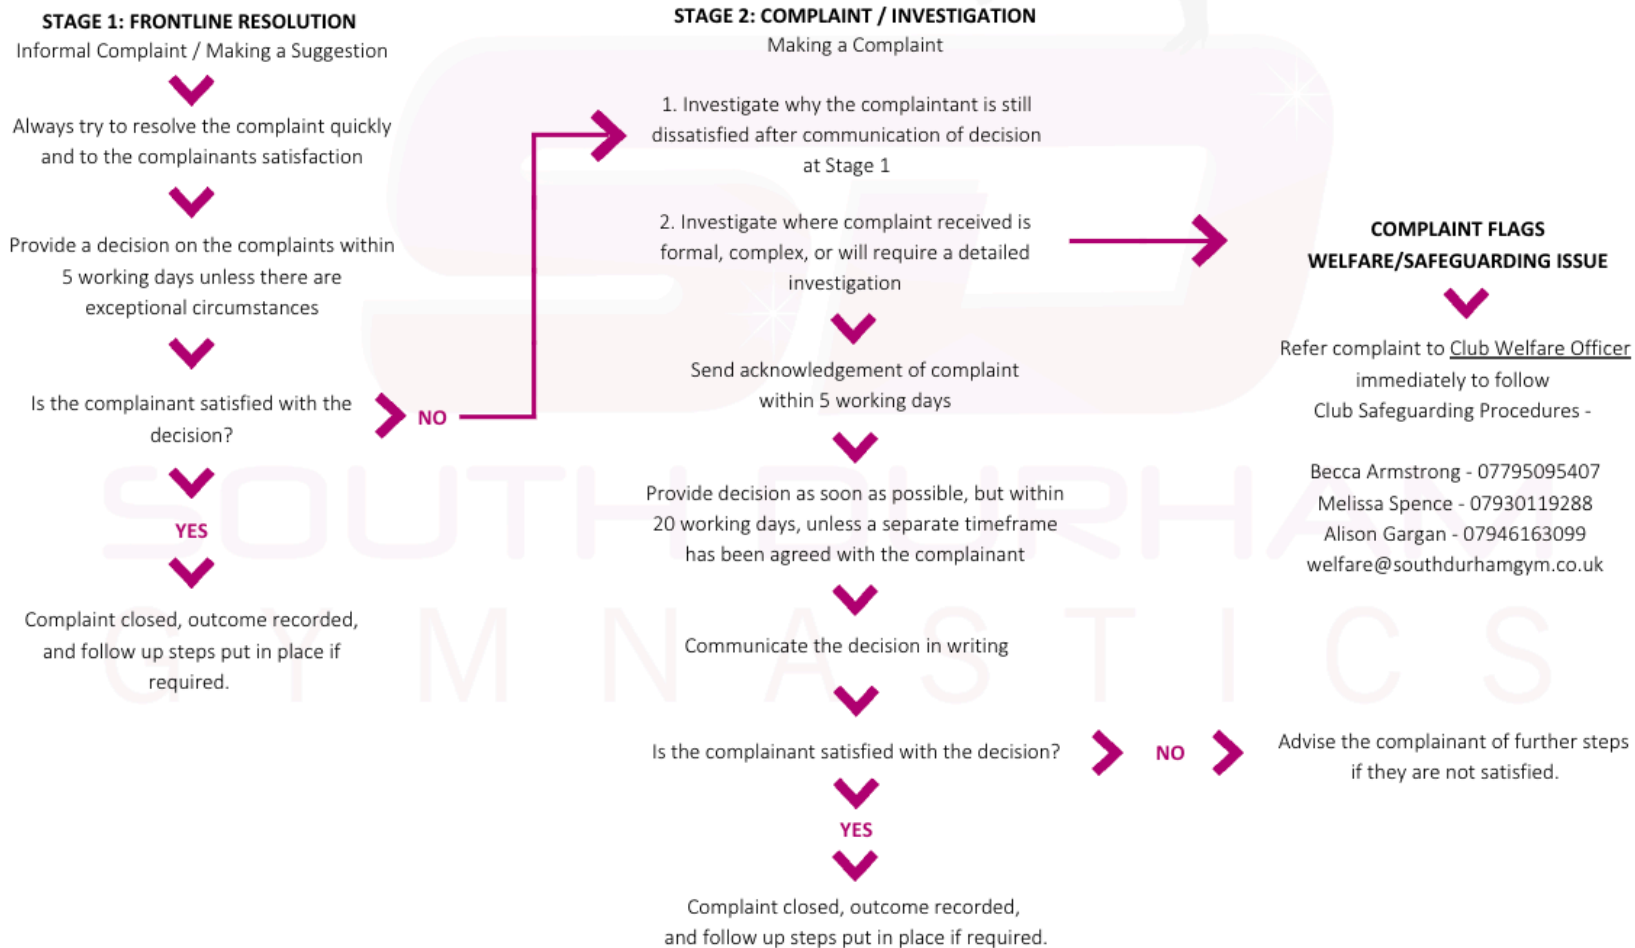 STAGE 1: FRONTLINE RESOLUTION
Informal Complaint / Making a Suggestion
Always try to resolve the complaint quickly
and to the complainants satisfaction
Provide a decision on the complaints within
5 working days unless there are
exceptional circumstances
Is the complainant satisfied with the
decision?
NO
YES
Complaint closed, outcome recorded,
and follow up steps put in place if
required.
STAGE 2: COMPLAINT / INVESTIGATION
Making a Complaint
1. Investigate why the complaintant is still
dissatisfied after communication of decision
at Stage 1
2. Investigate where complaint received is
formal, complex, or will require a detailed
investigation
Send acknowledgement of complaint
within 5 working days
Provide decision as soon as possible, but within
20 working days, unless a separate timeframe
has been agreed with the complainant
Communicate the decision in writing
Is the complainant satisfied with the decision?
NO
Advise the complainant of further steps
if they are not satisfied.
YES
Complaint closed, outcome recorded,
and follow up steps put in place if required.
COMPLAINT FLAGS
WELFARE/SAFEGUARDING ISSUE
Refer complaint to Club Welfare Officer
immediately to follow
Club Safeguarding Procedures -
Becca Armstrong - 07795095407
Melissa Spence - 07930119288
Alison Gargan - 07946163099
welfare@southdurhamgym.co.uk
SD
SOUTH DURHAM
GYMNASTICS